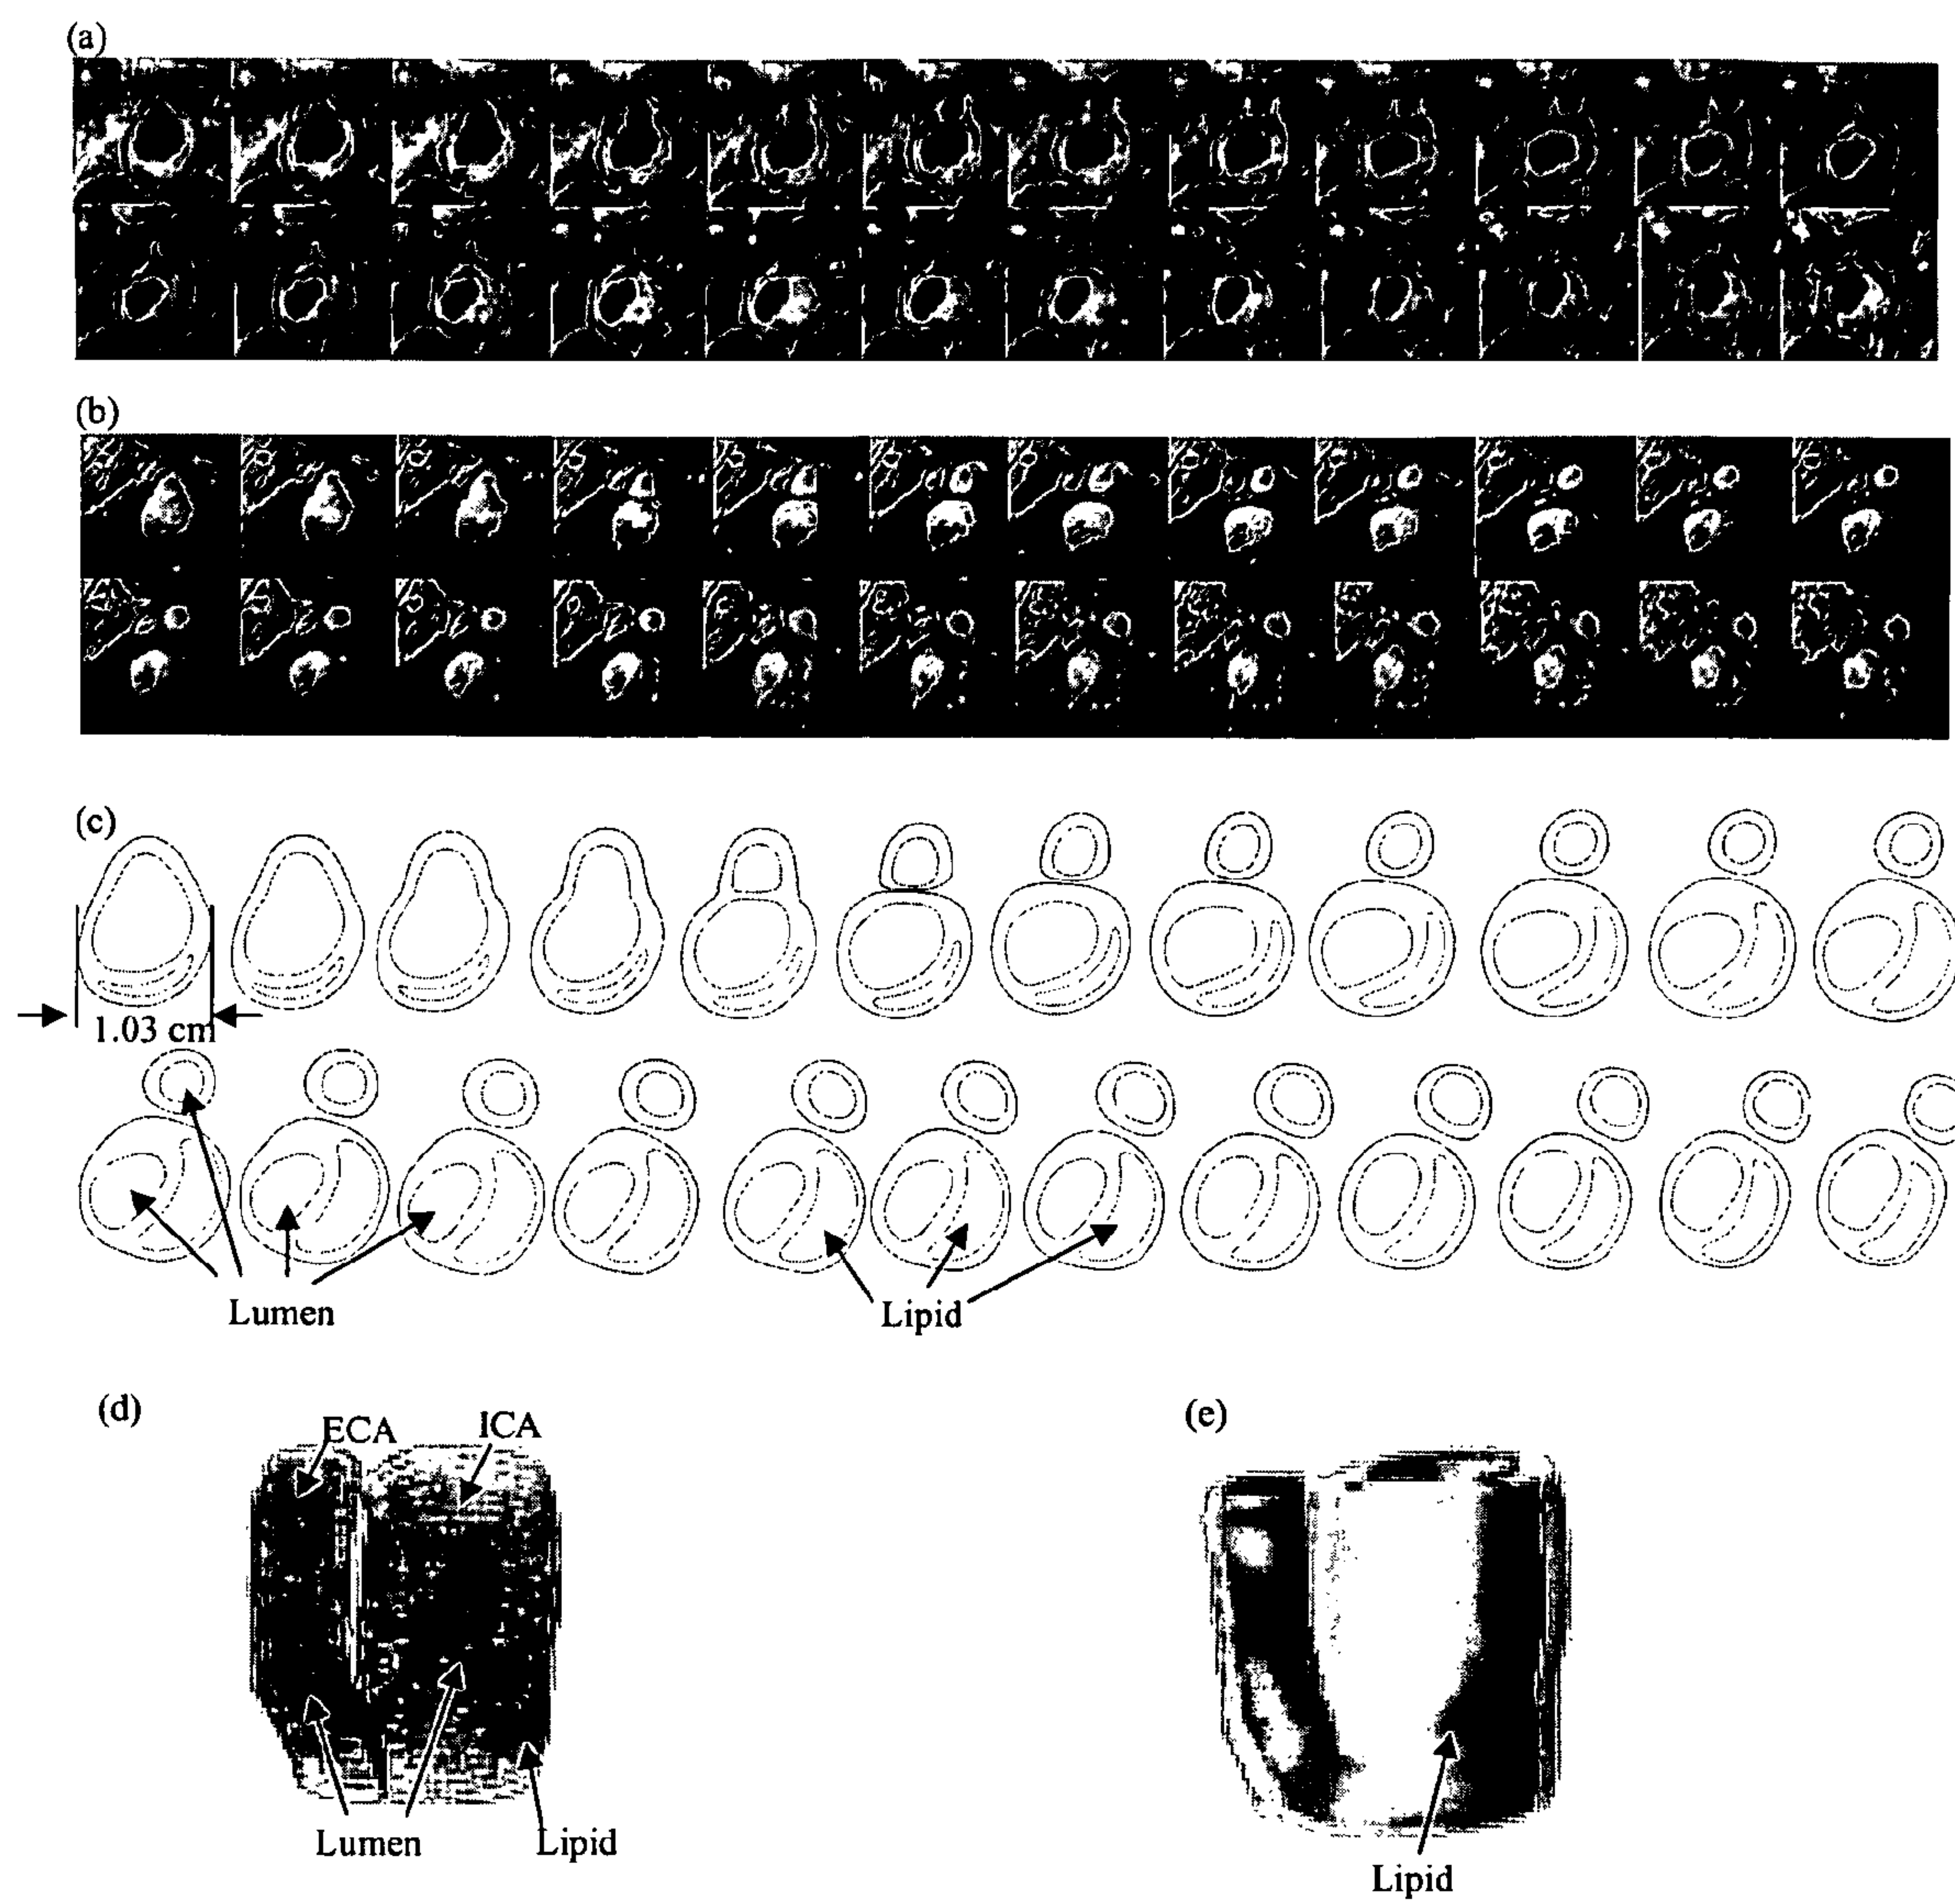 (a)
(b)
(c)
1.03 cm
Lumen
Lipid
(d)
ECA
ICA
(e)
Lumen
Lipid
Lipid